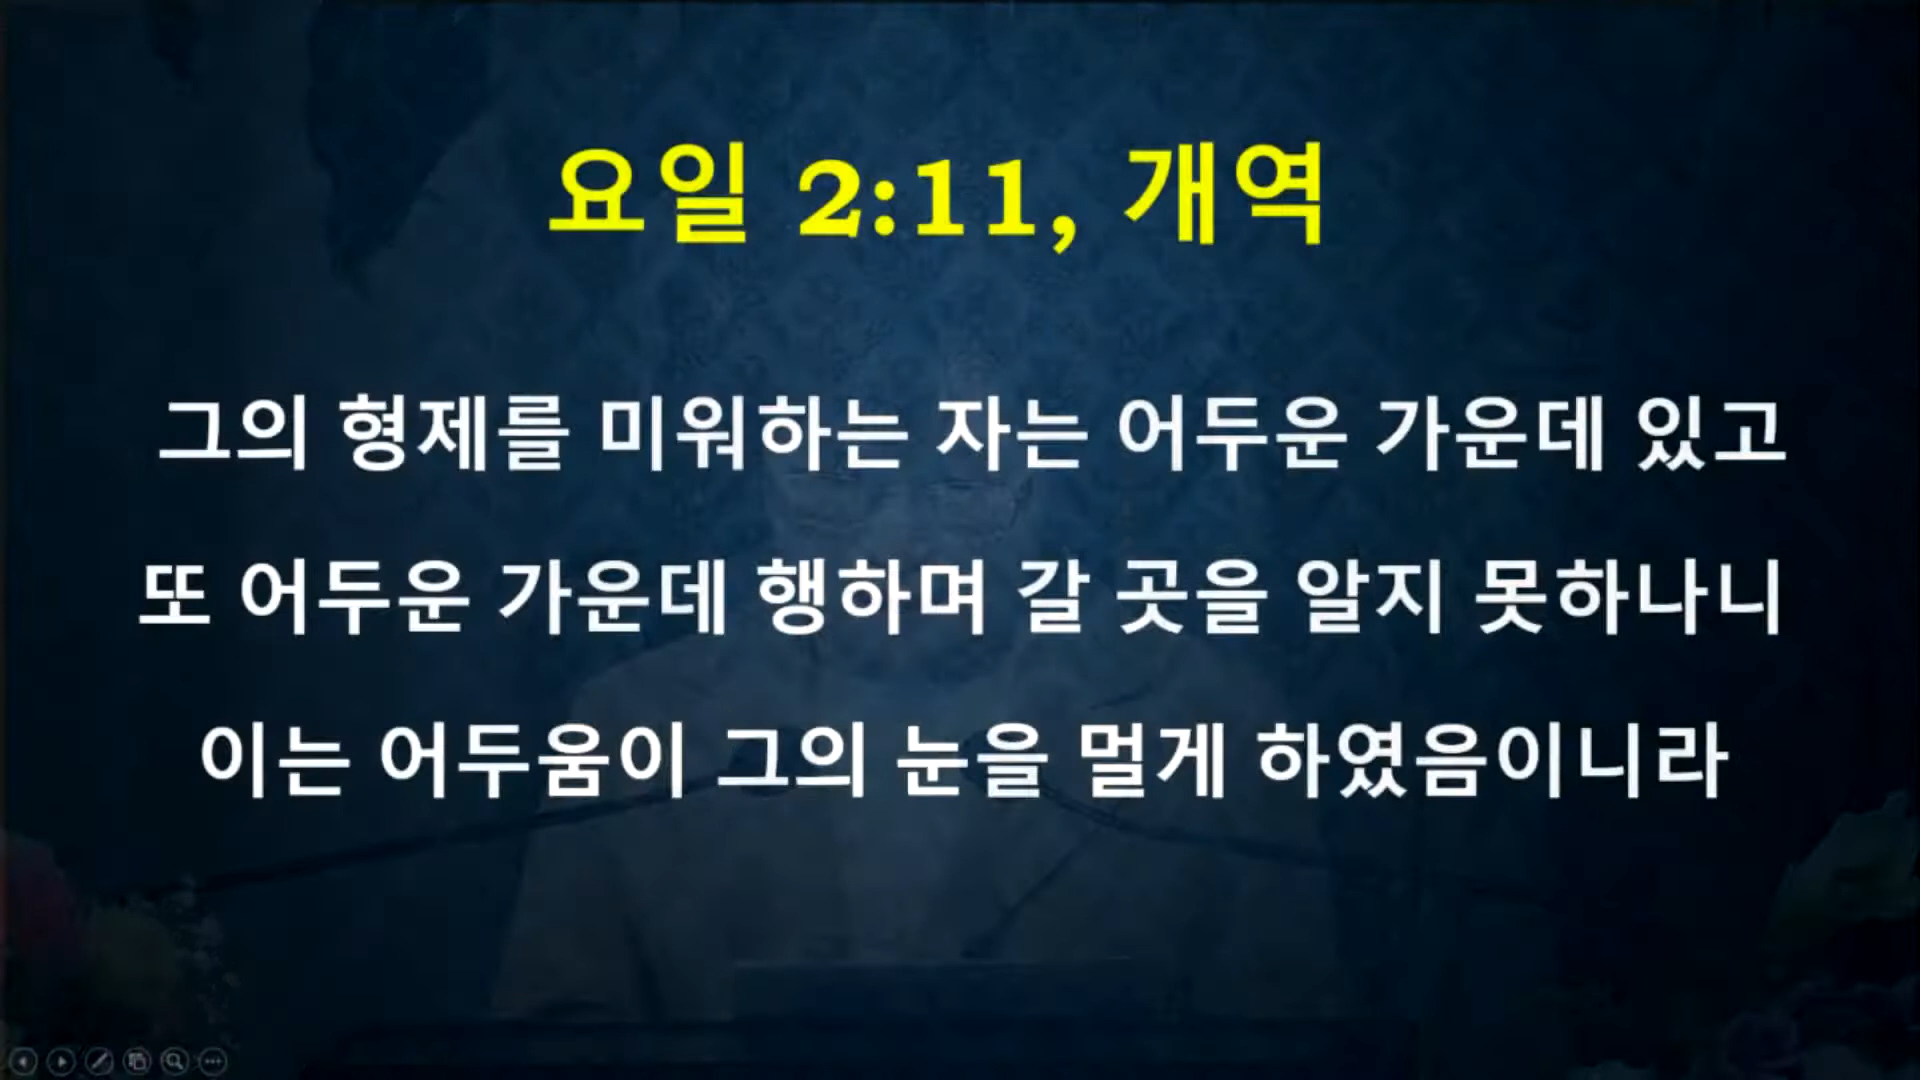 요일 2:11, 개역
그의 형제를 미워하는 자는 어두운 가운데 있고
또 어두운 가운데 행하며 갈 곳을 알지 못하나니
이는 어두움이 그의 눈을 멀게 하였음이니라